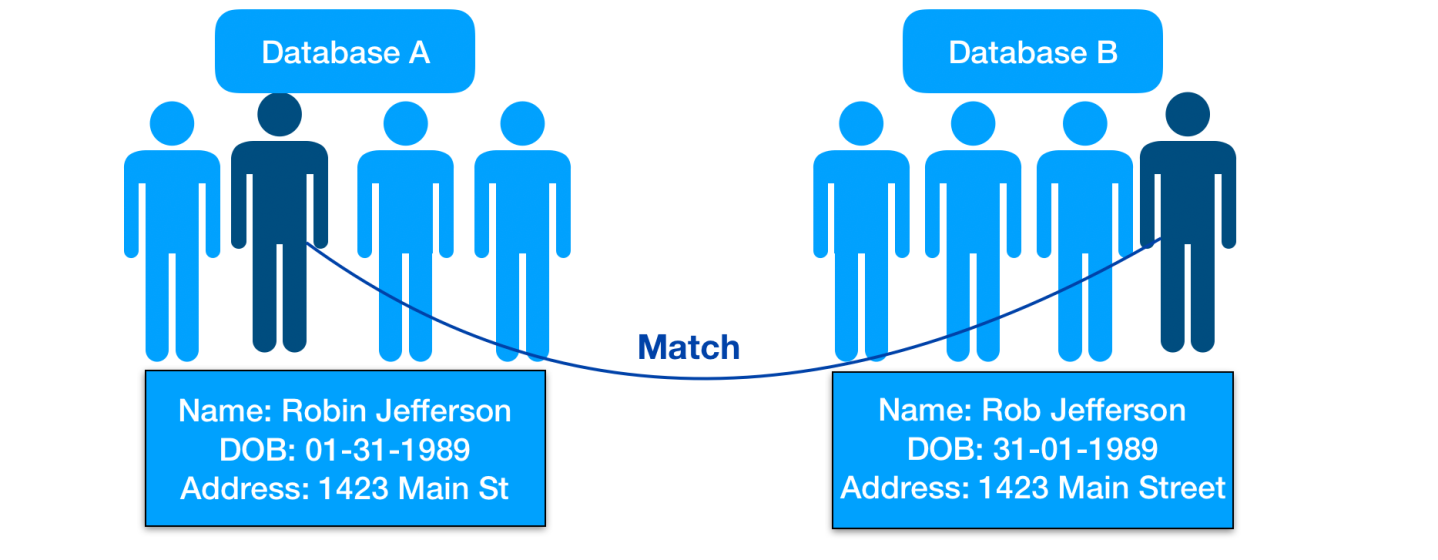 Database A
Database B
Match
Name: Robin Jefferson
DOB: 01-31-1989
Address: 1423 Main St
Name: Rob Jefferson
DOB: 31-01-1989
Address: 1423 Main Street